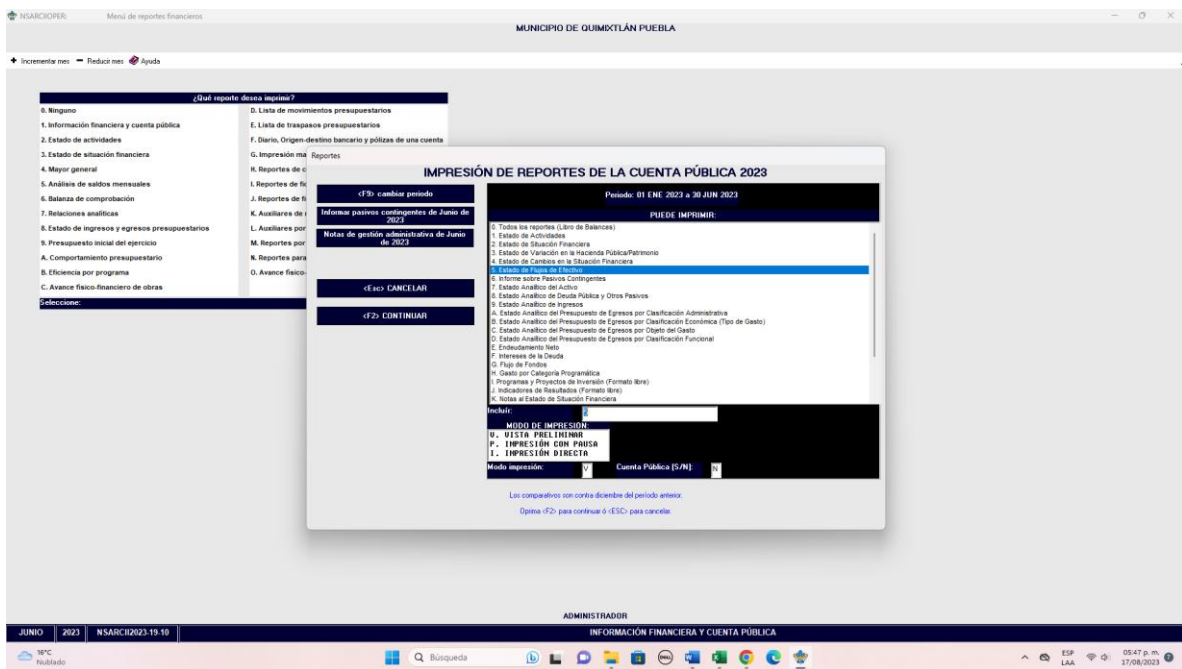 NSARCIIOPER: Menú de reportes financieros
MUNICIPIO DE QUIMIXTLÁN PUEBLA
Incrementar mes Reducir mes Ayuda
¿Qué reporte desea imprimir?
0. Ninguno
1. Información financiera y cuenta pública
2. Estado de actividades
3. Estado de situación financiera
4. Mayor general
5. Análisis de saldos mensuales
6. Balanza de comprobación
7. Relaciones analíticas
8. Estado de ingresos y egresos presupuestarios
9. Presupuesto inicial del ejercicio
A. Comportamiento presupuestario
B. Eficiencia por programa
C. Avance físico-financiero de obras
D. Lista de movimientos presupuestarios
E. Lista de traspasos presupuestarios
F. Diario, Origen-destino bancario y pólizas de una cuenta
G. Impresión ma
H. Reportes de c
I. Reportes de fi
J. Reportes de fi
K. Auxiliares de
L. Auxiliares por
M. Reportes por
N. Reportes para
O. Avance físico-
Seleccione:
Reportes
IMPRESIÓN DE REPORTES DE LA CUENTA PÚBLICA 2023
<F9> cambiar periodo
Informar pasivos contingentes de Junio de
2023
Notas de gestión administrativa de Junio
de 2023
<Esc> CANCELAR
<F2> CONTINUAR
Periodo: 01 ENE 2023 a 30 JUN 2023
PUEDE IMPRIMIR:
0. Todos los reportes (Libro de Balances)
1. Estado de Actividades
2. Estado de Situación Financiera
3. Estado de Variación en la Hacienda Pública/Patrimonio
4. Estado de Cambios en la Situación Financiera
5. Estado de Flujos de Efectivo
6. Informe sobre Pasivos Contingentes
7. Estado Analítico del Activo
8. Estado Analítico de Deuda Pública y Otros Pasivos
9. Estado Analítico de Ingresos
A. Estado Analítico del Presupuesto de Egresos por Clasificación Administrativa
B. Estado Analítico del Presupuesto de Egresos por Clasificación Económica (Tipo de Gasto)
C. Estado Analítico del Presupuesto de Egresos por Objeto del Gasto
D. Estado Analítico del Presupuesto de Egresos por Clasificación Funcional
E. Endeudamiento Neto
F. Intereses de la Deuda
G. Flujo de Fondos
H. Gasto por Categoría Programática
I. Programas y Proyectos de Inversión (Formato libre)
J. Indicadores de Resultados (Formato libre)
K. Notas al Estado de Situación Financiera
Incluir:
MODO DE IMPRESIÓN:
V. VISTA PRELIMINAR
P. IMPRESIÓN CON PAUSA
I. IMPRESIÓN DIRECTA
Modo impresión: V Cuenta Pública [S/N]: N
Los comparativos son contra diciembre del período anterior.
Oprima <F2> para continuar ó <ESC> para cancelar.
ADMINISTRADOR
JUNIO 2023 NSARCII2023-19-10 INFORMACIÓN FINANCIERA Y CUENTA PÚBLICA
16°C
Nublado
Búsqueda
ESP
LAA
05:47 p. m.
17/08/2023